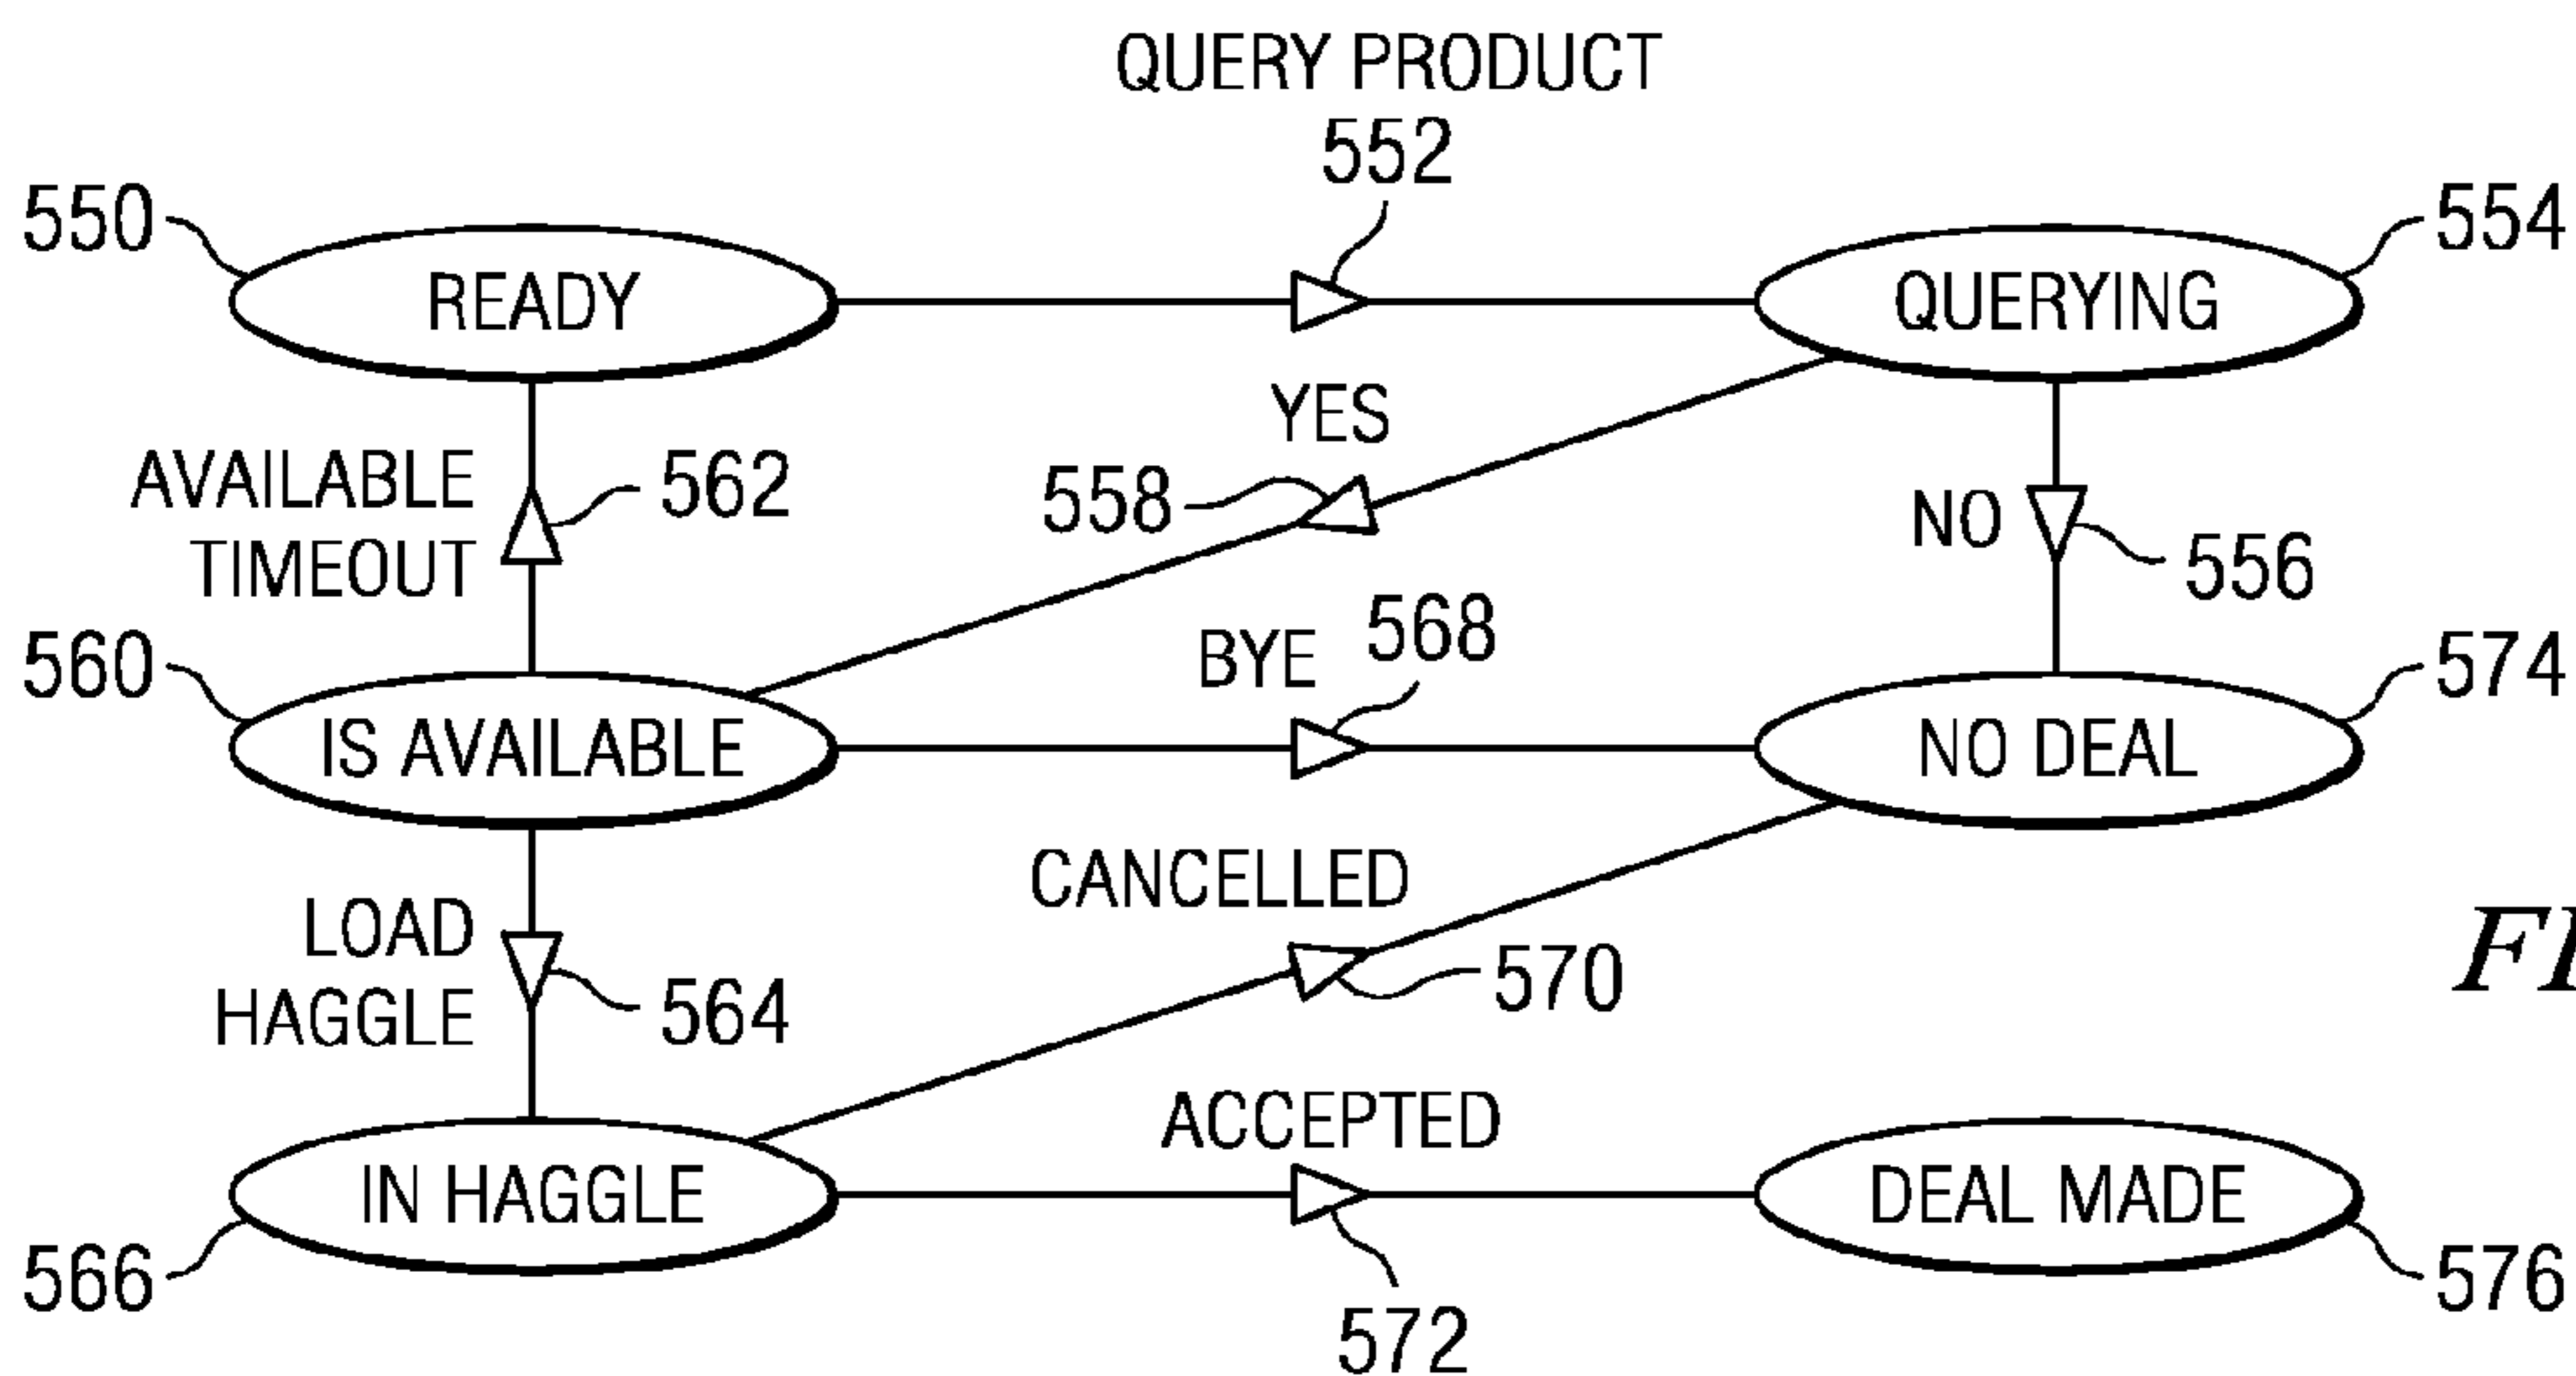 QUERY PRODUCT
552
550
554
READY
QUERYING
YES
AVAILABLE
TIMEOUT
562
558
NO
556
560
BYE
568
574
IS AVAILABLE
NO DEAL
CANCELLED
LOAD
HAGGLE
564
570
ACCEPTED
IN HAGGLE
DEAL MADE
566
572
576